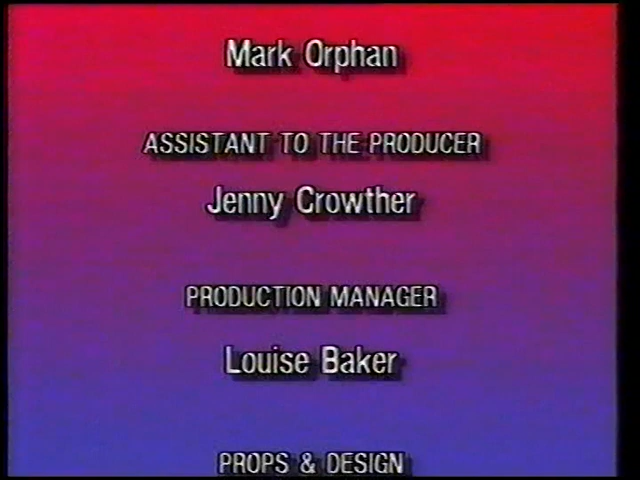 Mark Orphan
ASSISTANT TO THE PRODUCER
Jenny Crowther
PRODUCTION MANAGER
Louise Baker
PROPS & DESIGN